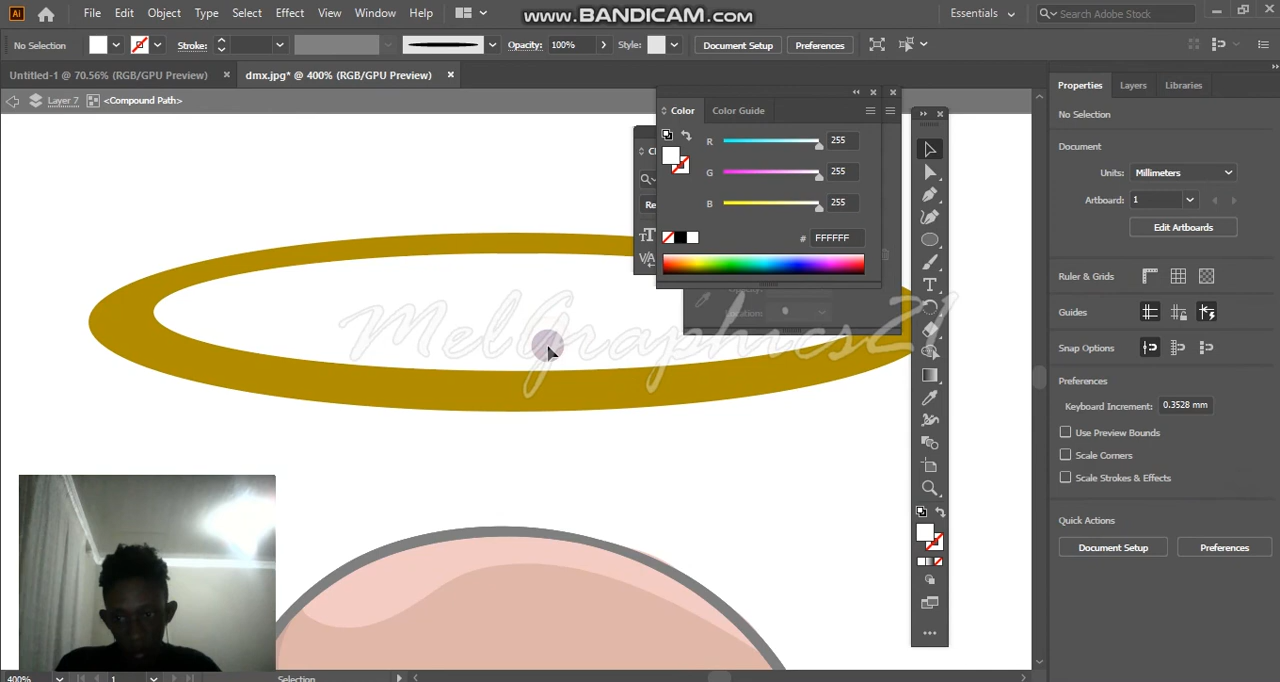 Ai File Edit Object Type Select Effect View Window Help www.BANDICAM.com Essentials Search Adobe Stock
No Selection Stroke: Opacity: 100% Style: Document Setup Preferences
Untitled-1 @ 70.56% (RGB/GPU Preview) × dmx.jpg* @ 400% (RGB/GPU Preview) ×
Layer 7 <Compound Path>
Color Color Guide
R 255
G 255
B 255
# FFFFFF
MelGraphics21
Properties Layers Libraries
No Selection
Document
Units: Millimeters
Artboard: 1
Edit Artboards
Ruler & Grids
Guides
Snap Options
Preferences
Keyboard Increment: 0.3528 mm
Use Preview Bounds
Scale Corners
Scale Strokes & Effects
Quick Actions
Document Setup Preferences
400% 1 Selection